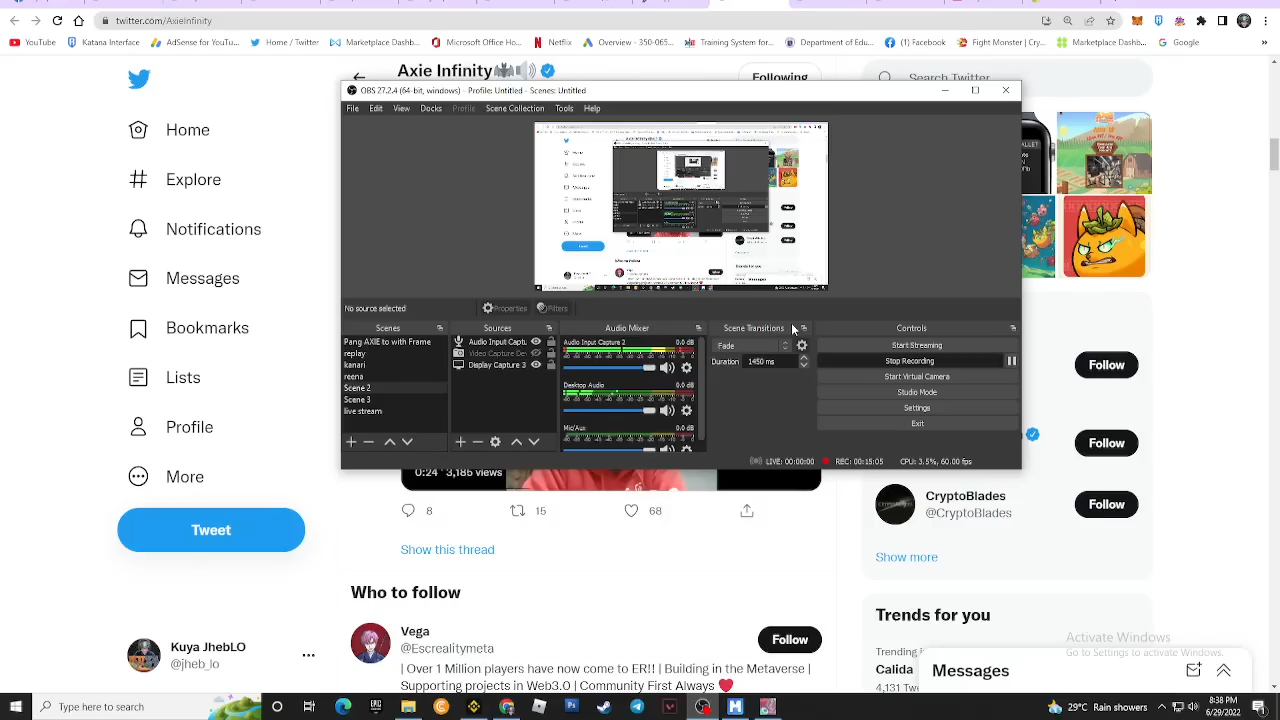 twitter.com/AxieInfinity
YouTube
Katana Interface
AdSense for YouTu...
Home / Twitter
Marketplace Dashb...
Microsoft Office Ho...
Netflix
Overview - 350-065...
Training System for...
Department of Edu...
(1) Facebook
Fight Monster | Cry...
Marketplace Dashb...
Google
»
Axie Infinity
Following
Search Twitter
OBS 27.2.4 (64-bit, windows) - Profile: Untitled - Scenes: Untitled
File
Edit
View
Docks
Profile
Scene Collection
Tools
Help
Home
Explore
Notifications
Messages
Bookmarks
Lists
Profile
More
Tweet
No source selected
Properties
Filters
Scenes
Sources
Audio Mixer
Scene Transitions
Controls
Pang AXIE to with Frame
replay
kanari
reena
Scene 2
Scene 3
live stream
Audio Input Captu
Video Capture Dev
Display Capture 3
Audio Input Capture 2
0.0 dB
Desktop Audio
0.0 dB
Mic/Aux
0.0 dB
Fade
Duration
1450 ms
Start Streaming
Stop Recording
Start Virtual Camera
Studio Mode
Settings
Exit
LIVE: 00:00:00
REC: 00:15:05
CPU: 3.5%, 60.00 fps
0:24 · 3,185 views
8
15
68
Show this thread
Who to follow
Vega
@Escrealitymeta
Follow
| Over 1 Million players have now come to ER!! | Building in the Metaverse |
Supporting projects in Web3.0 | Community First Always
Follow
Follow
CryptoBlades
@CryptoBlades
Follow
Show more
Trends for you
Trending i
Calida
4,131 Twe
Messages
Activate Windows
Go to Settings to activate Windows.
Kuya JhebLO
@jheb_lo
Type here to search
29°C Rain showers
8:38 PM
6/29/2022